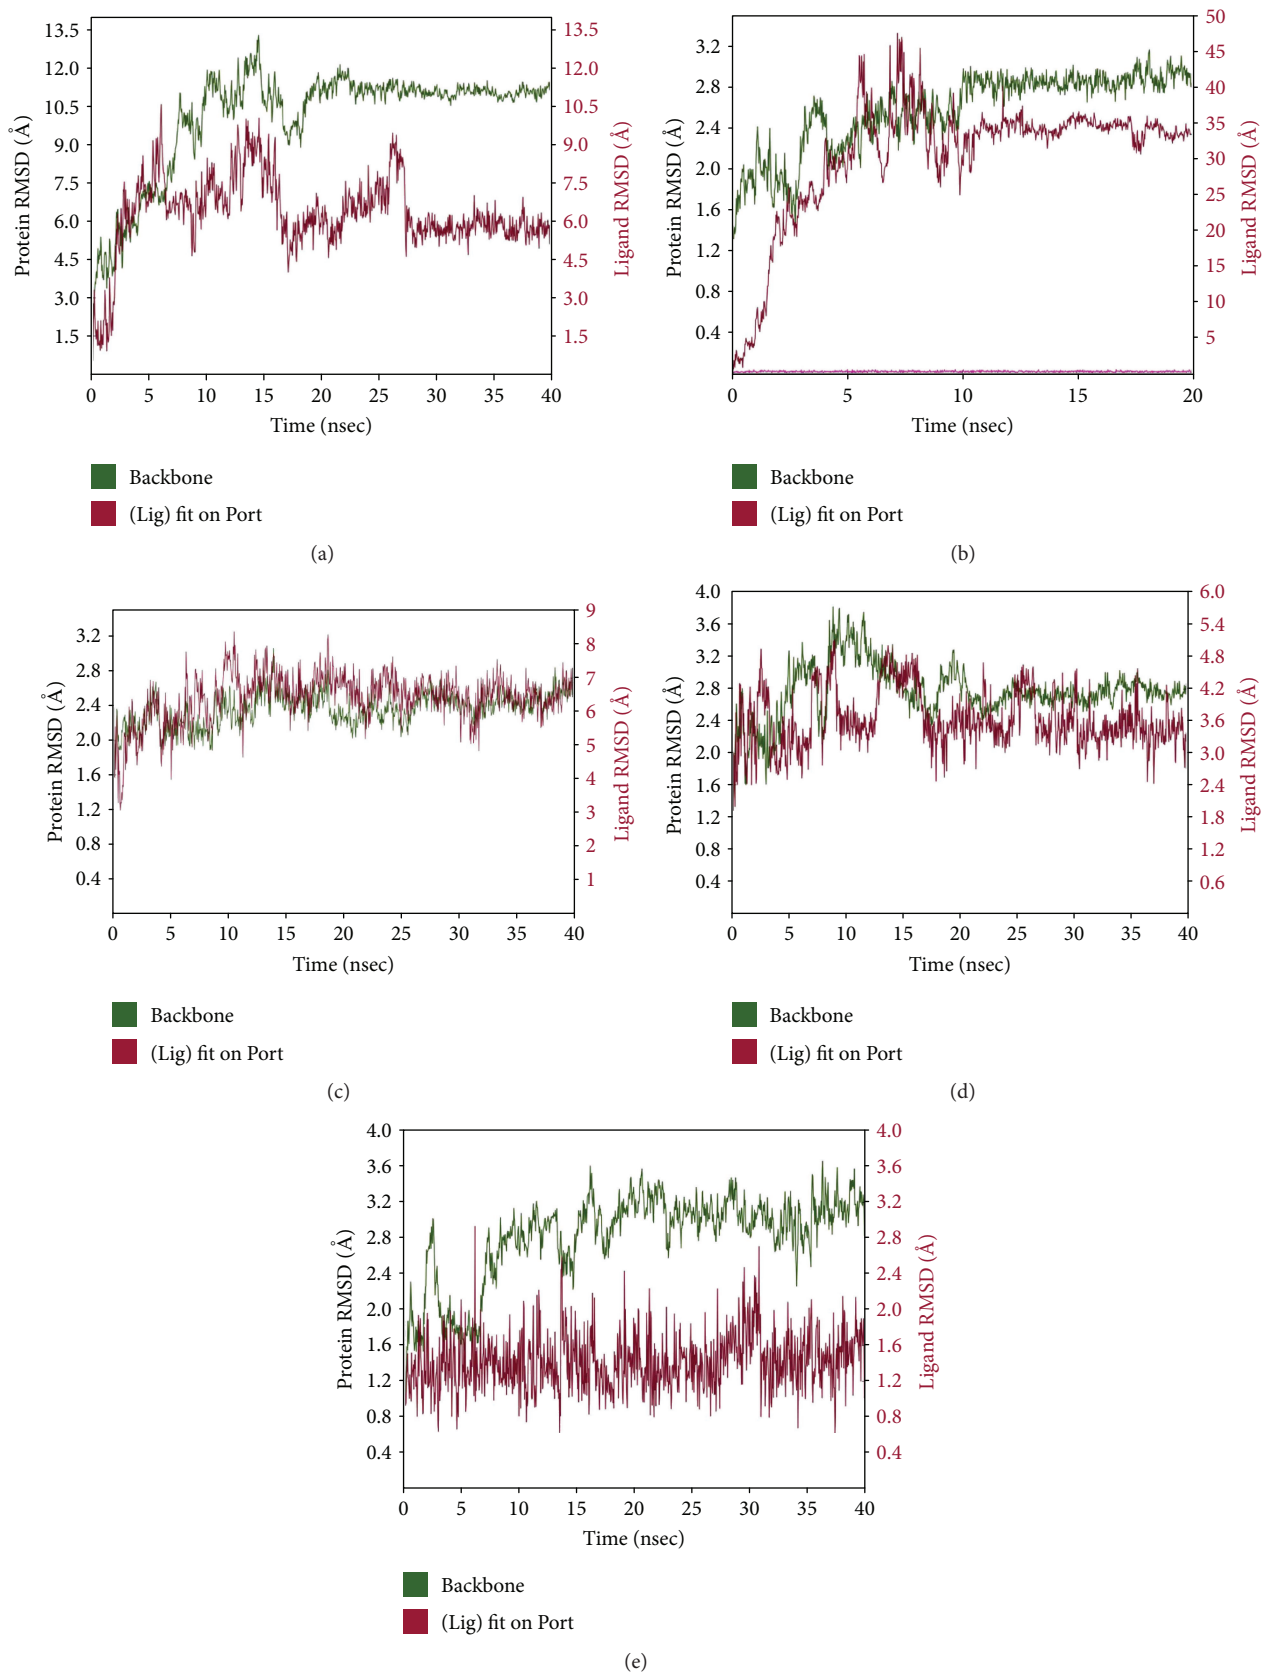 13.5
12.0
10.5
9.0
7.5
6.0
4.5
3.0
1.5
Protein RMSD (Å)
13.5
12.0
10.5
9.0
7.5
6.0
4.5
3.0
1.5
Ligand RMSD (Å)
0 5 10 15 20 25 30 35 40
Time (nsec)
Backbone
(Lig) fit on Port
(a)
3.2
2.8
2.4
2.0
1.6
1.2
0.8
0.4
Protein RMSD (Å)
50
45
40
35
30
25
20
15
10
5
Ligand RMSD (Å)
0 5 10 15 20
Time (nsec)
Backbone
(Lig) fit on Port
(b)
3.2
2.8
2.4
2.0
1.6
1.2
0.8
0.4
Protein RMSD (Å)
9
8
7
6
5
4
3
2
1
Ligand RMSD (Å)
0 5 10 15 20 25 30 35 40
Time (nsec)
Backbone
(Lig) fit on Port
(c)
4.0
3.6
3.2
2.8
2.4
2.0
1.6
1.2
0.8
0.4
Protein RMSD (Å)
6.0
5.4
4.8
4.2
3.6
3.0
2.4
1.8
1.2
0.6
Ligand RMSD (Å)
0 5 10 15 20 25 30 35 40
Time (nsec)
Backbone
(Lig) fit on Port
(d)
4.0
3.6
3.2
2.8
2.4
2.0
1.6
1.2
0.8
0.4
Protein RMSD (Å)
4.0
3.6
3.2
2.8
2.4
2.0
1.6
1.2
0.8
0.4
Ligand RMSD (Å)
0 5 10 15 20 25 30 35 40
Time (nsec)
Backbone
(Lig) fit on Port
(e)